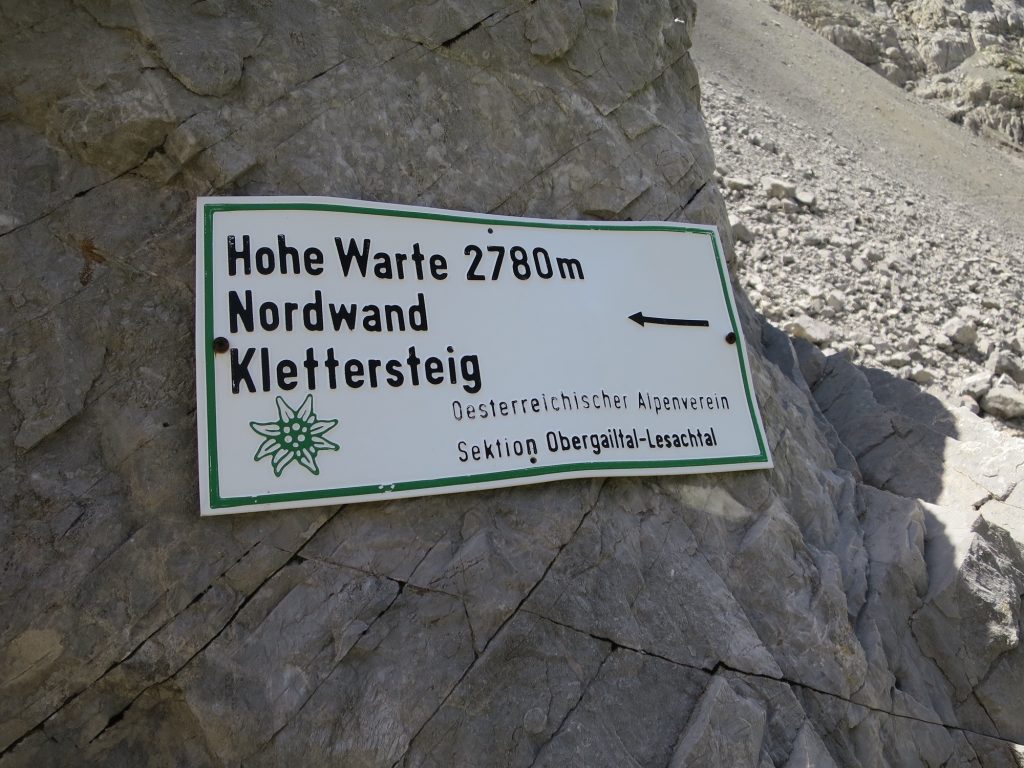 Hohe Warte 2780m
Nordwand
Klettersteig
Oesterreichischer Alpenverein
Sektion Obergailtal-Lesachtal